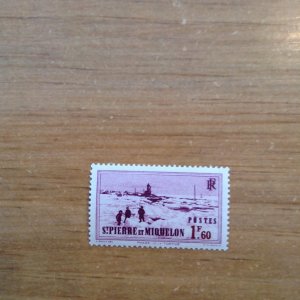 RF
POSTES
ST PIERRE ET MIQUELON
1F60